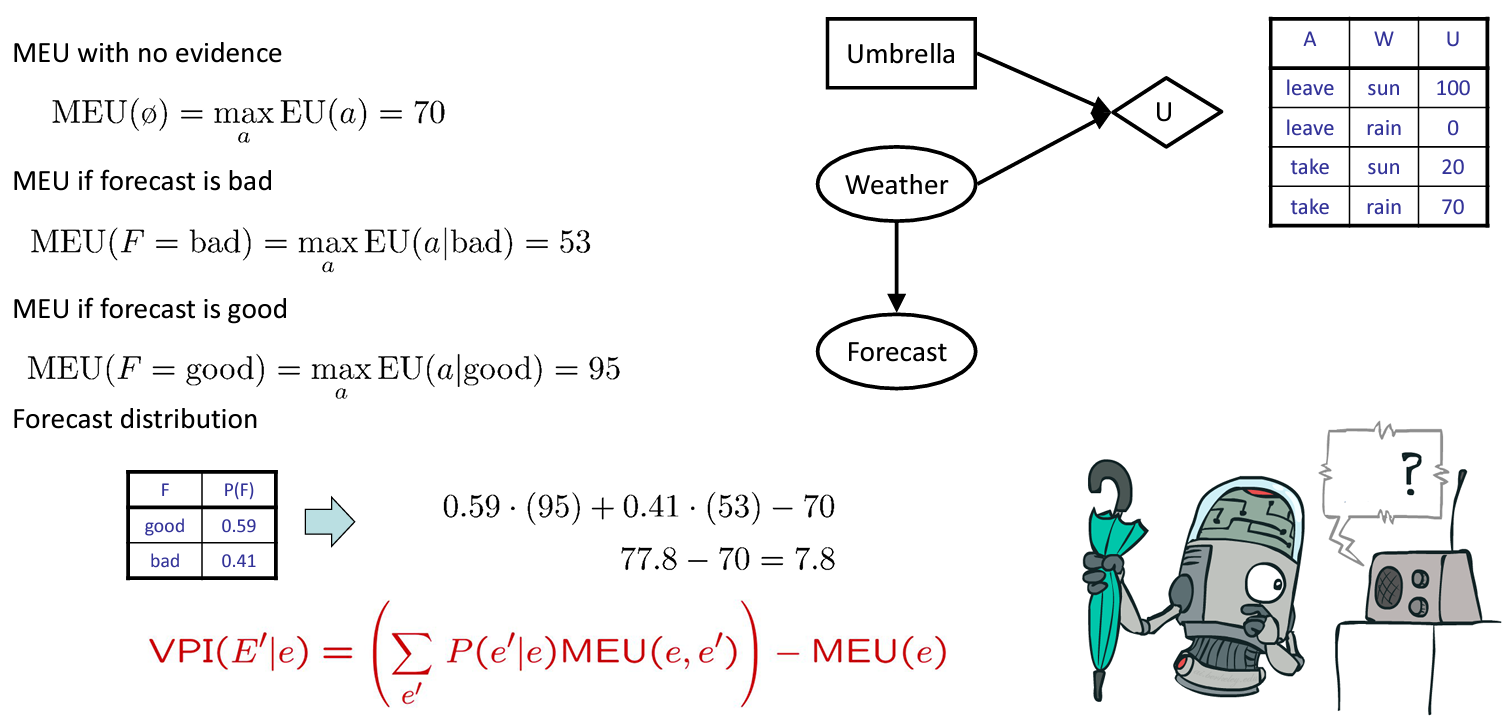 MEU with no evidence
MEU(ø) = max_a EU(a) = 70
MEU if forecast is bad
MEU(F = bad) = max_a EU(a|bad) = 53
MEU if forecast is good
MEU(F = good) = max_a EU(a|good) = 95
Forecast distribution
F P(F)
good 0.59
bad 0.41
0.59 · (95) + 0.41 · (53) − 70
77.8 − 70 = 7.8
VPI(E′|e) = (∑_{e′} P(e′|e)MEU(e, e′)) − MEU(e)
Umbrella
U
Weather
Forecast
A W U
leave sun 100
leave rain 0
take sun 20
take rain 70
?